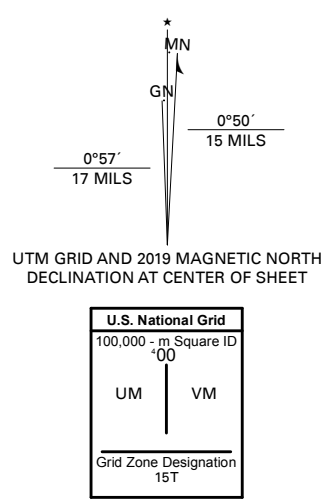 ★
MN
GN
0°50´
15 MILS
0°57´
17 MILS
UTM GRID AND 2019 MAGNETIC NORTH
DECLINATION AT CENTER OF SHEET
U.S. National Grid
100,000 - m Square ID
⁴00
UM VM
Grid Zone Designation
15T